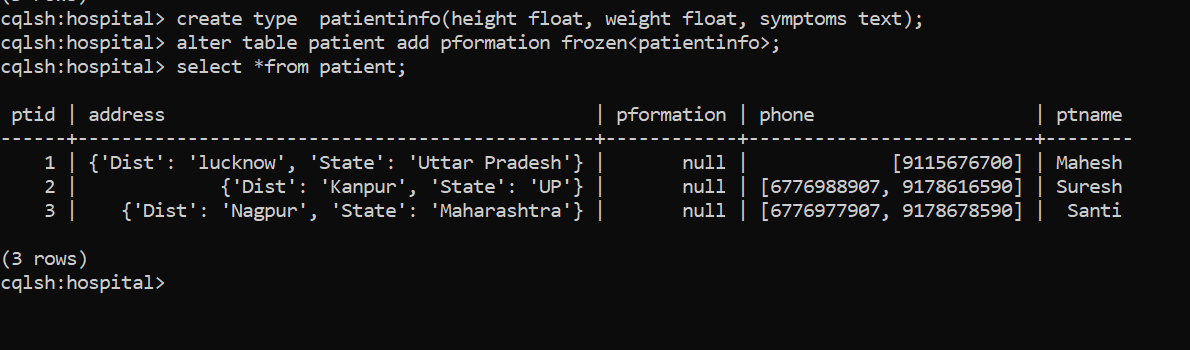 cqlsh:hospital> create type  patientinfo(height float, weight float, symptoms text);
cqlsh:hospital> alter table patient add pformation frozen<patientinfo>;
cqlsh:hospital> select *from patient;
 ptid | address                                     | pformation | phone                    | ptname
------+---------------------------------------------+------------+--------------------------+--------
    1 | {'Dist': 'lucknow', 'State': 'Uttar Pradesh'} |       null |             [9115676700] | Mahesh
    2 |             {'Dist': 'Kanpur', 'State': 'UP'} |       null | [6776988907, 9178616590] | Suresh
    3 |    {'Dist': 'Nagpur', 'State': 'Maharashtra'} |       null | [6776977907, 9178678590] |  Santi
(3 rows)
cqlsh:hospital>